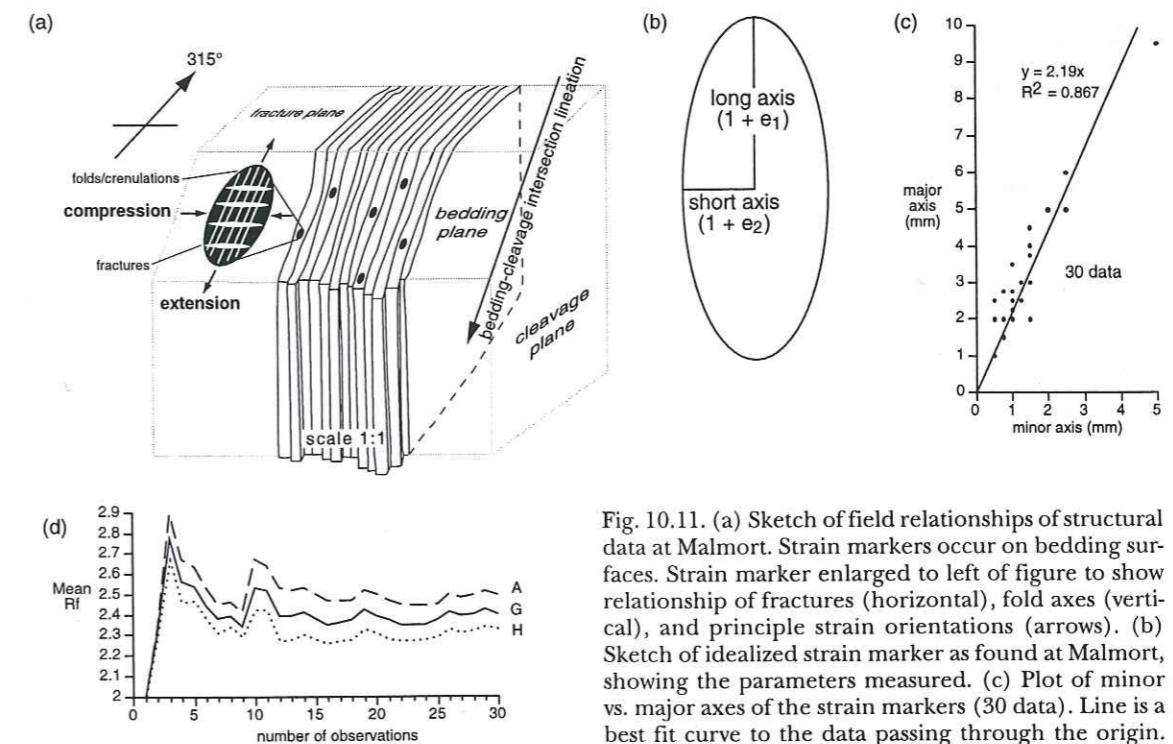 (a)
315°
fracture plane
folds/crenulations
compression
fractures
extension
bedding
plane
bedding-cleavage intersection lineation
cleavage
plane
scale 1:1
(b)
long axis
(1 + e₁)
short axis
(1 + e₂)
(c)
10
9
8
7
6
5
4
3
2
1
0
major
axis
(mm)
y = 2.19x
R² = 0.867
30 data
0 1 2 3 4 5
minor axis (mm)
(d)
2.9
2.8
2.7
2.6
2.5
2.4
2.3
2.2
2.1
2
Mean
Rf
A
G
H
0 5 10 15 20 25 30
number of observations
Fig. 10.11. (a) Sketch of field relationships of structural
data at Malmort. Strain markers occur on bedding sur-
faces. Strain marker enlarged to left of figure to show
relationship of fractures (horizontal), fold axes (verti-
cal), and principle strain orientations (arrows). (b)
Sketch of idealized strain marker as found at Malmort,
showing the parameters measured. (c) Plot of minor
vs. major axes of the strain markers (30 data). Line is a
best fit curve to the data passing through the origin.